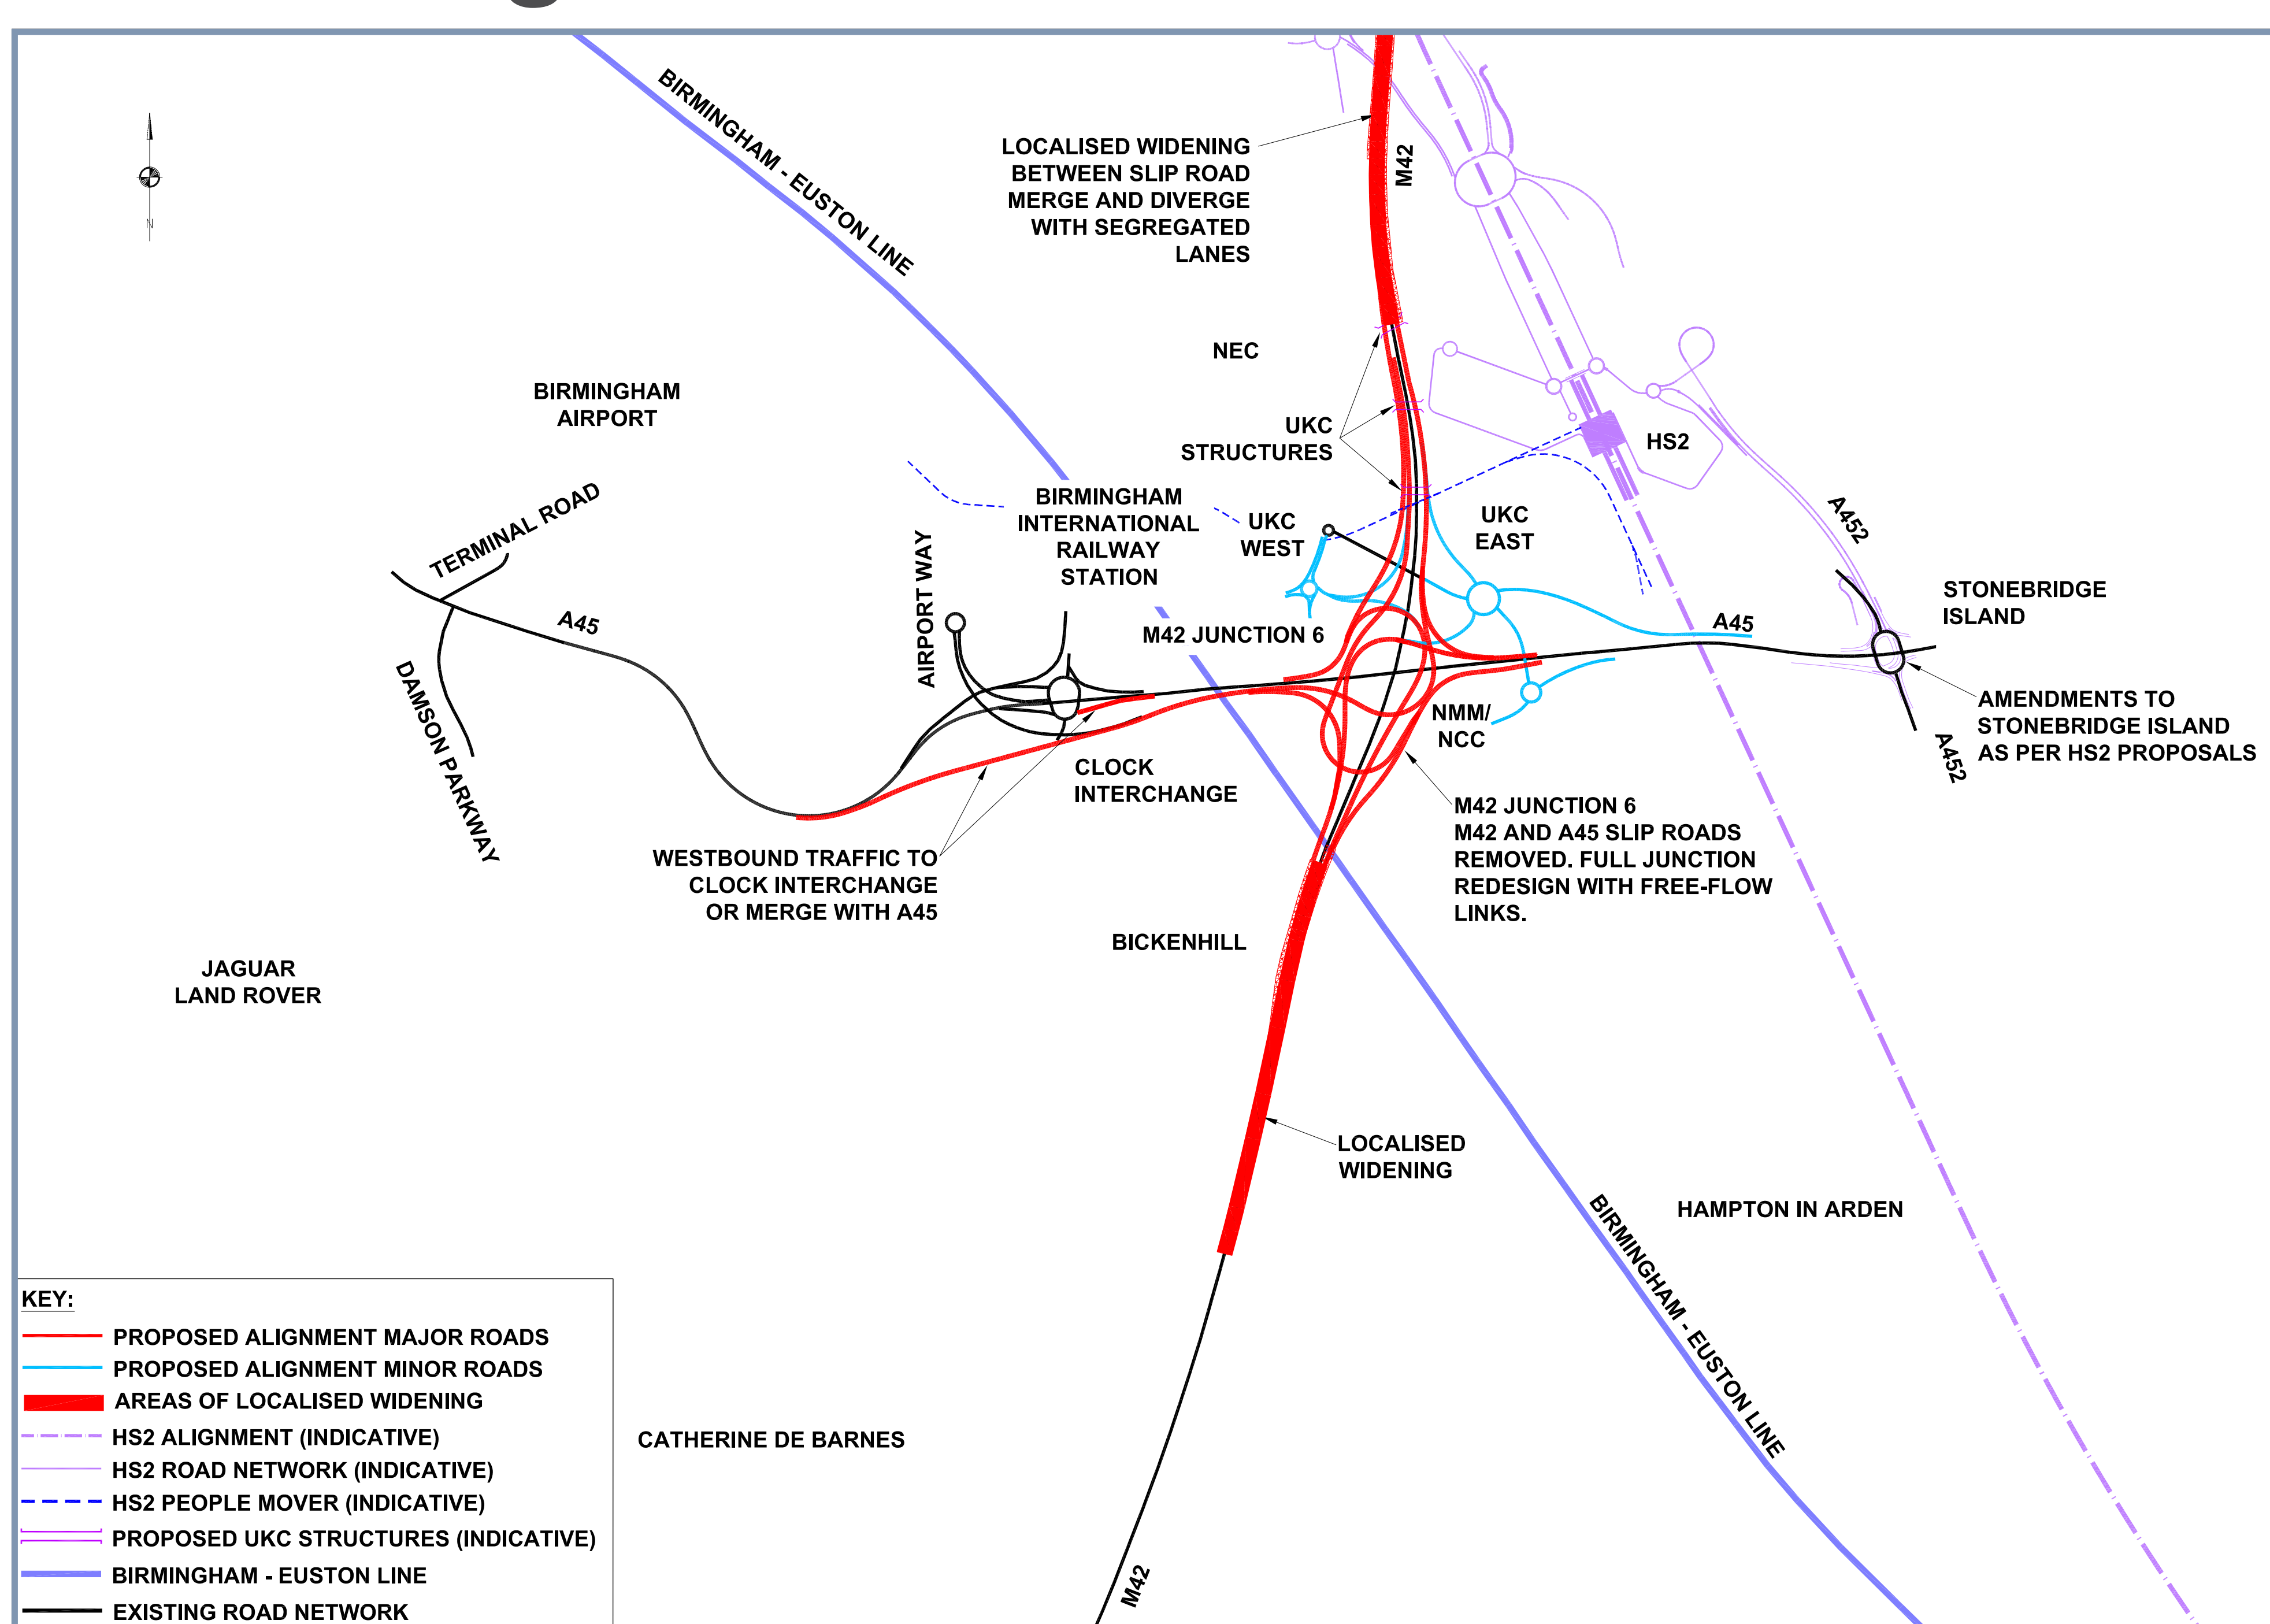 BIRMINGHAM - EUSTON LINE
LOCALISED WIDENING
BETWEEN SLIP ROAD
MERGE AND DIVERGE
WITH SEGREGATED
LANES
M42
N
NEC
BIRMINGHAM
AIRPORT
UKC
STRUCTURES
HS2
TERMINAL ROAD
BIRMINGHAM
INTERNATIONAL
RAILWAY
STATION
UKC
WEST
UKC
EAST
A452
STONEBRIDGE
ISLAND
A45
AIRPORT WAY
M42 JUNCTION 6
A45
DAMSON PARKWAY
NMM/
NCC
AMENDMENTS TO
STONEBRIDGE ISLAND
AS PER HS2 PROPOSALS
A452
CLOCK
INTERCHANGE
M42 JUNCTION 6
M42 AND A45 SLIP ROADS
REMOVED. FULL JUNCTION
REDESIGN WITH FREE-FLOW
LINKS.
WESTBOUND TRAFFIC TO
CLOCK INTERCHANGE
OR MERGE WITH A45
BICKENHILL
JAGUAR
LAND ROVER
LOCALISED
WIDENING
HAMPTON IN ARDEN
BIRMINGHAM - EUSTON LINE
CATHERINE DE BARNES
M42
KEY:
PROPOSED ALIGNMENT MAJOR ROADS
PROPOSED ALIGNMENT MINOR ROADS
AREAS OF LOCALISED WIDENING
HS2 ALIGNMENT (INDICATIVE)
HS2 ROAD NETWORK (INDICATIVE)
HS2 PEOPLE MOVER (INDICATIVE)
PROPOSED UKC STRUCTURES (INDICATIVE)
BIRMINGHAM - EUSTON LINE
EXISTING ROAD NETWORK